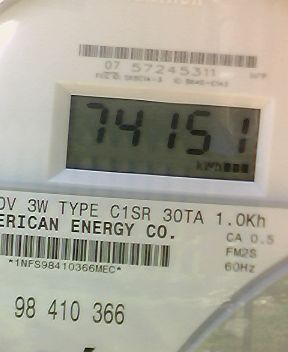 07 57245311
74151
kWh
0V 3W TYPE C1SR 30TA 1.0Kh
ERICAN ENERGY CO.
CA 0.5
FM2S
*1NFS98410366MEC*
60Hz
98 410 366